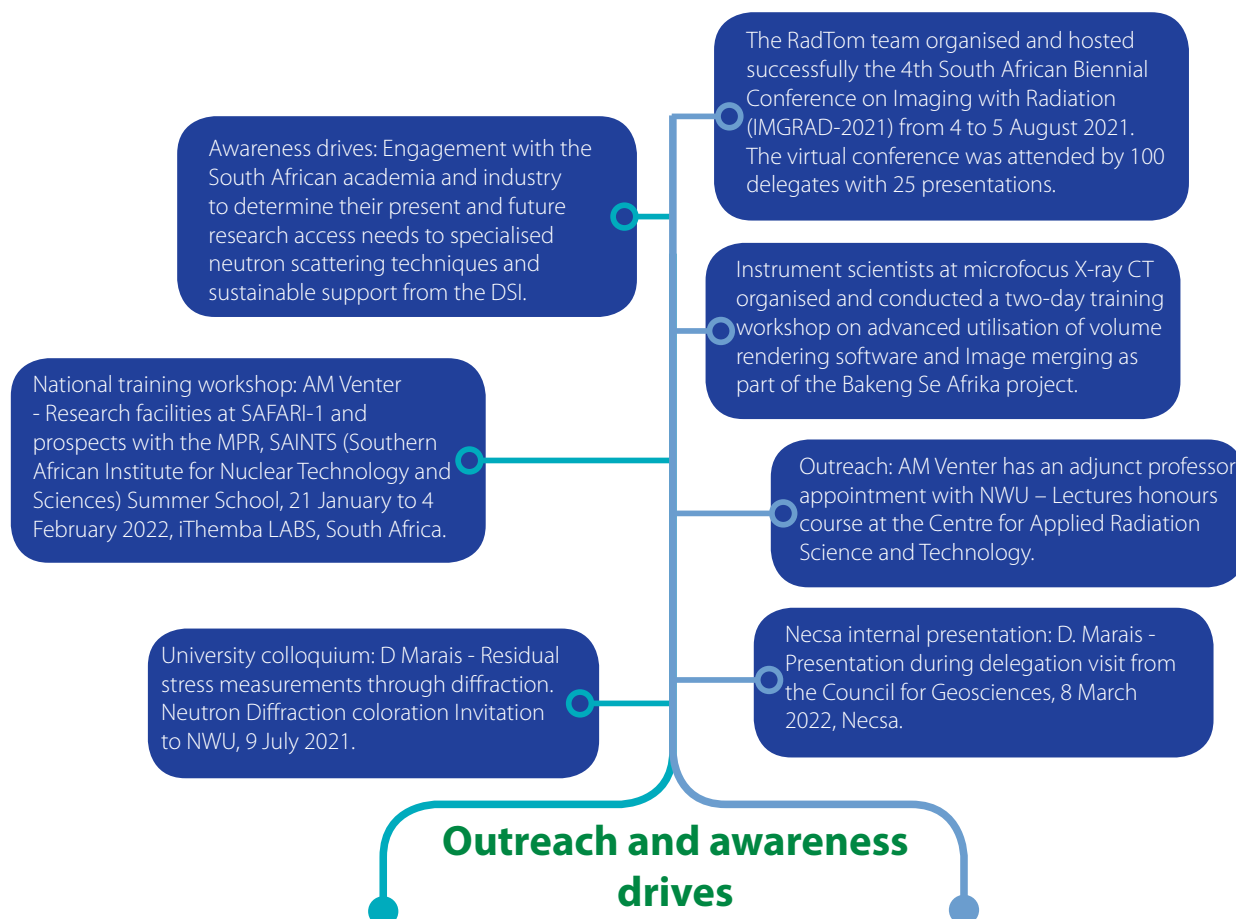 The RadTom team organised and hosted
successfully the 4th South African Biennial
Conference on Imaging with Radiation
(IMGRAD-2021) from 4 to 5 August 2021.
The virtual conference was attended by 100
delegates with 25 presentations.
Awareness drives: Engagement with the
South African academia and industry
to determine their present and future
research access needs to specialised
neutron scattering techniques and
sustainable support from the DSI.
Instrument scientists at microfocus X-ray CT
organised and conducted a two-day training
workshop on advanced utilisation of volume
rendering software and Image merging as
part of the Bakeng Se Afrika project.
National training workshop: AM Venter
- Research facilities at SAFARI-1 and
prospects with the MPR, SAINTS (Southern
African Institute for Nuclear Technology and
Sciences) Summer School, 21 January to 4
February 2022, iThemba LABS, South Africa.
Outreach: AM Venter has an adjunct professor
appointment with NWU – Lectures honours
course at the Centre for Applied Radiation
Science and Technology.
University colloquium: D Marais - Residual
stress measurements through diffraction.
Neutron Diffraction coloration Invitation
to NWU, 9 July 2021.
Necsa internal presentation: D. Marais -
Presentation during delegation visit from
the Council for Geosciences, 8 March
2022, Necsa.
Outreach and awareness
drives